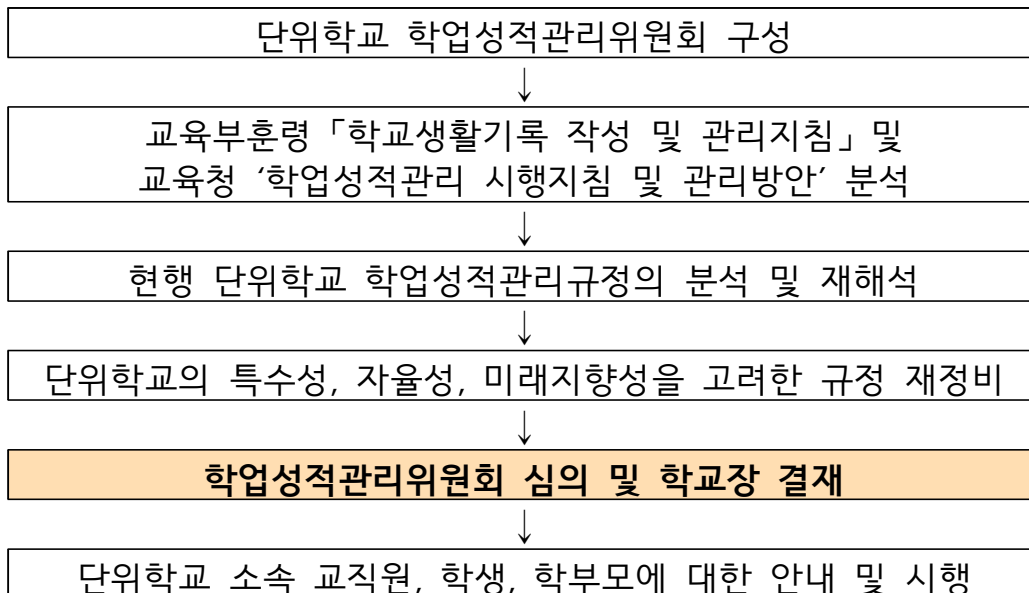 단위학교 학업성적관리위원회 구성
↓
교육부훈령 「학교생활기록 작성 및 관리지침」 및
교육청 ‘학업성적관리 시행지침 및 관리방안’ 분석
↓
현행 단위학교 학업성적관리규정의 분석 및 재해석
↓
단위학교의 특수성, 자율성, 미래지향성을 고려한 규정 재정비
↓
학업성적관리위원회 심의 및 학교장 결재
↓
단위학교 소속 교직원, 학생, 학부모에 대한 안내 및 시행